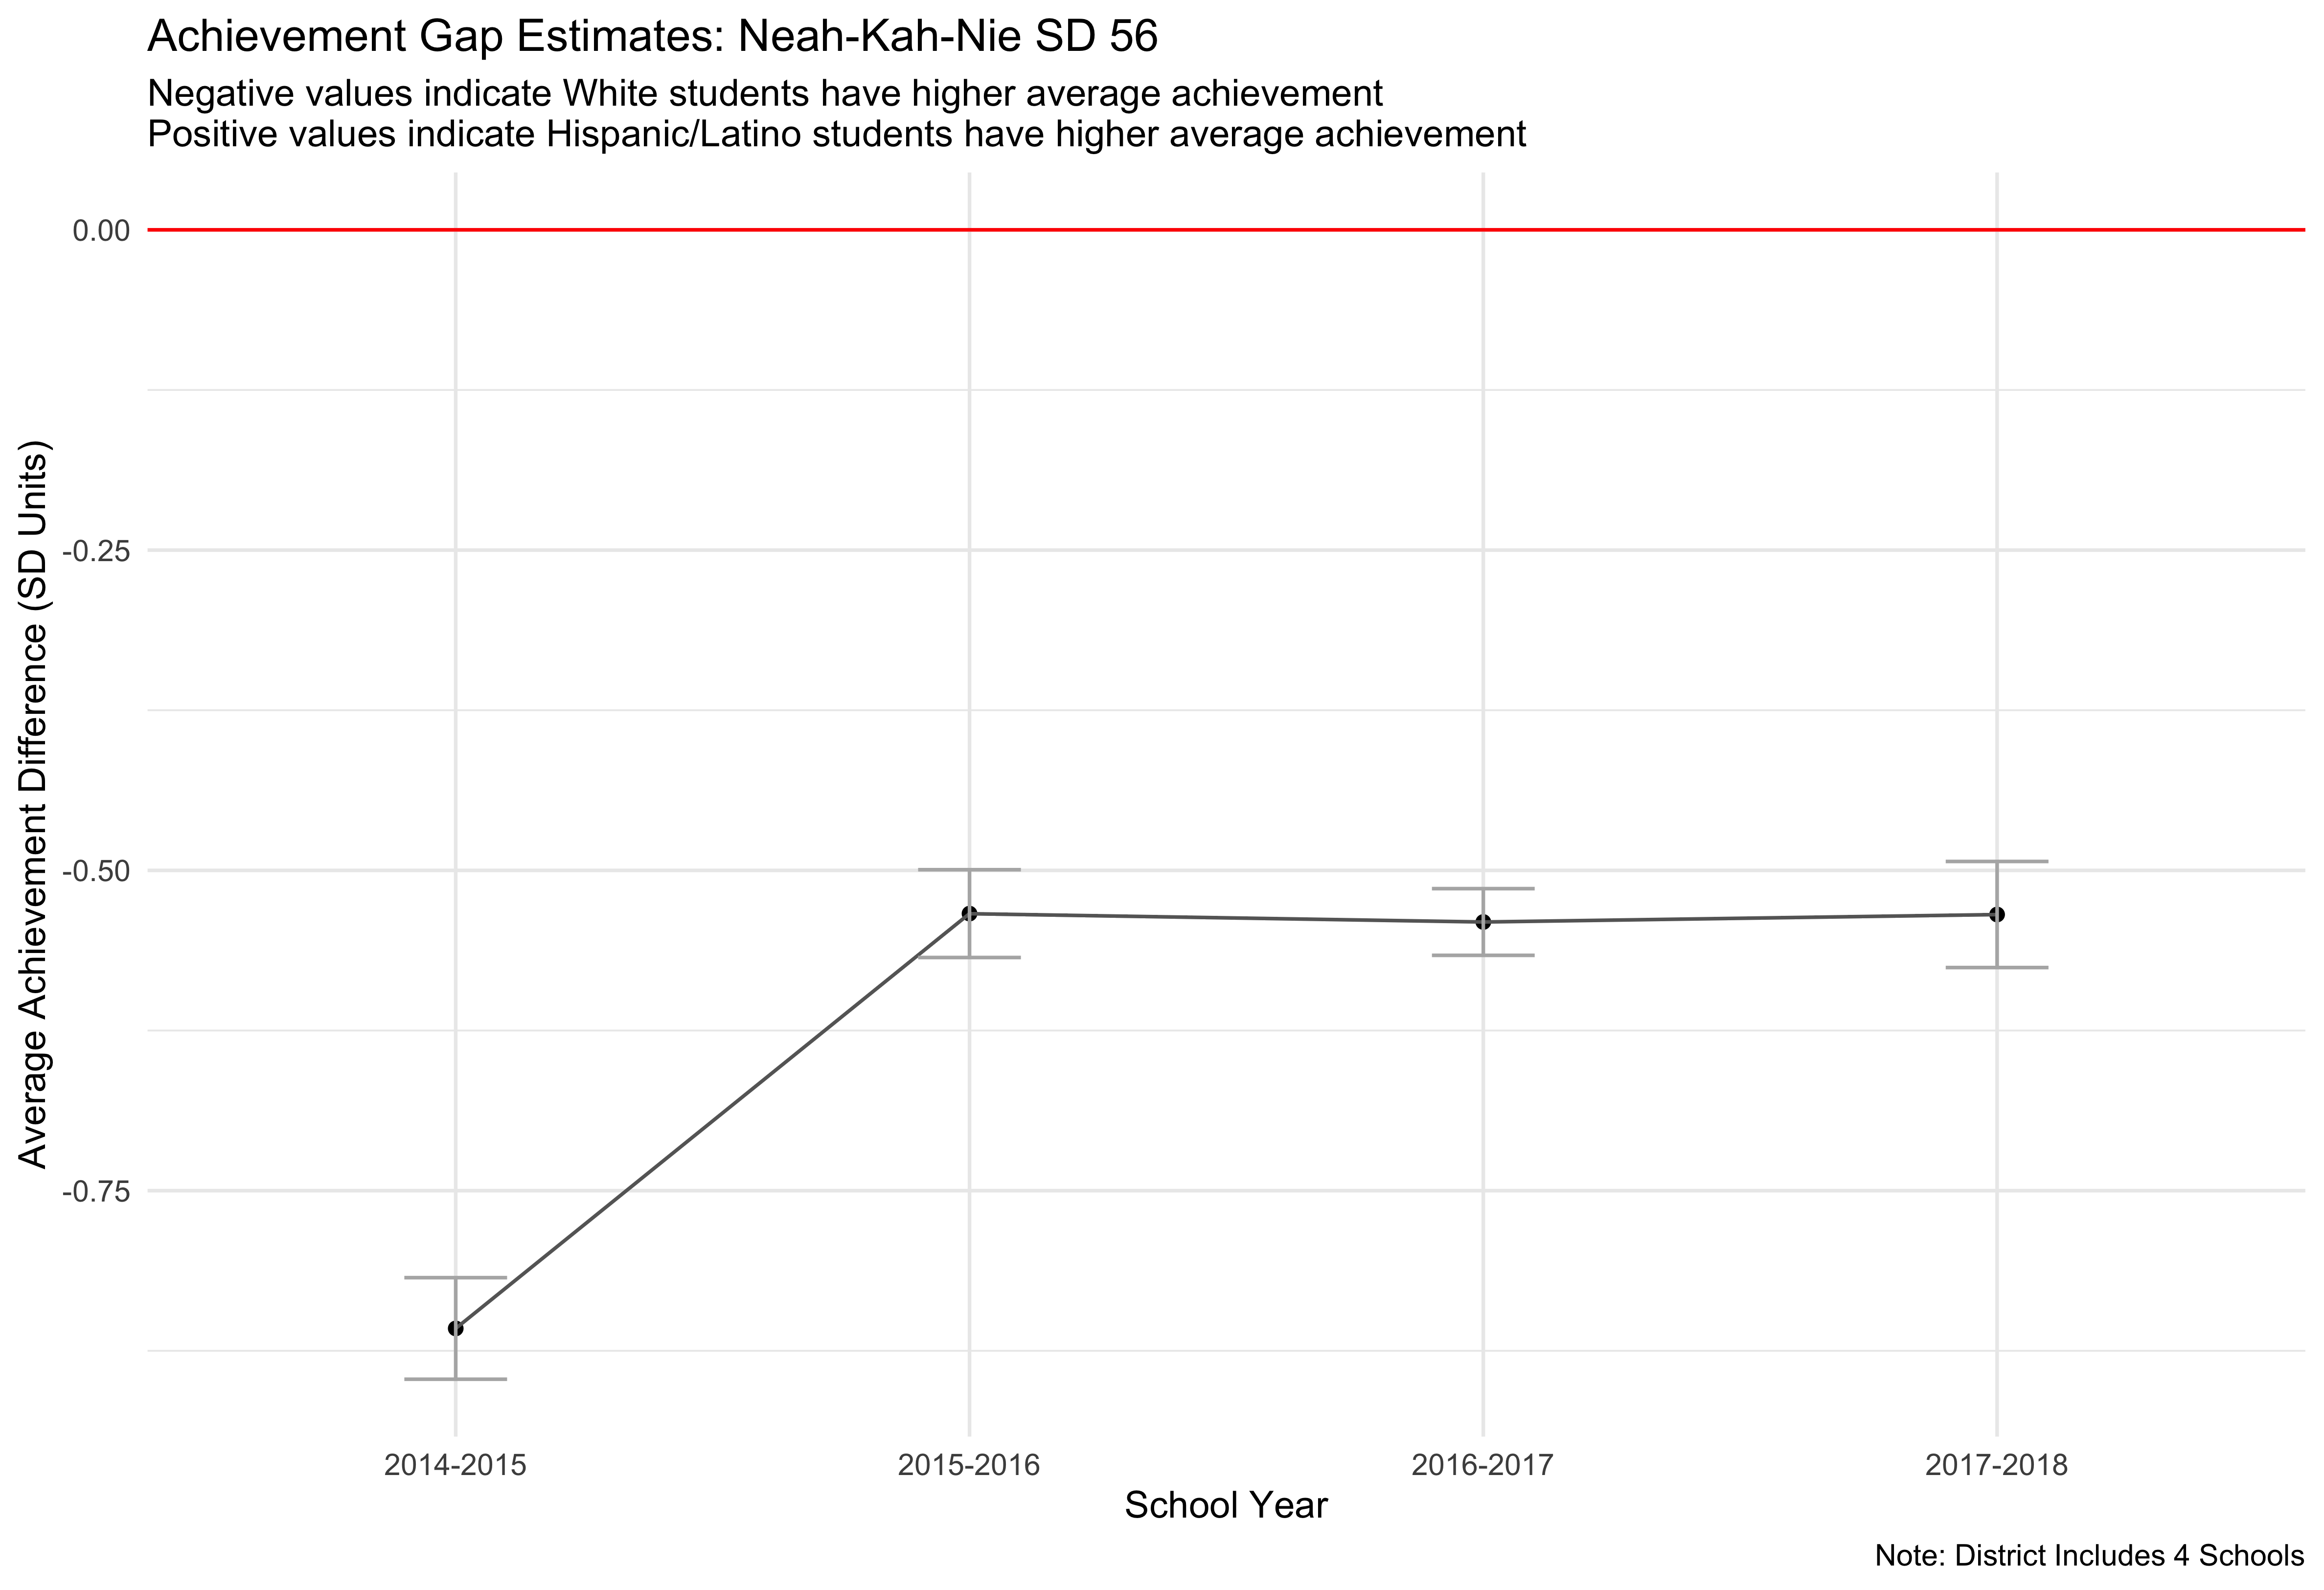 Achievement Gap Estimates: Neah-Kah-Nie SD 56
Negative values indicate White students have higher average achievement
Positive values indicate Hispanic/Latino students have higher average achievement
Average Achievement Difference (SD Units)
0.00
-0.25
-0.50
-0.75
2014-2015
2015-2016
2016-2017
2017-2018
School Year
Note: District Includes 4 Schools